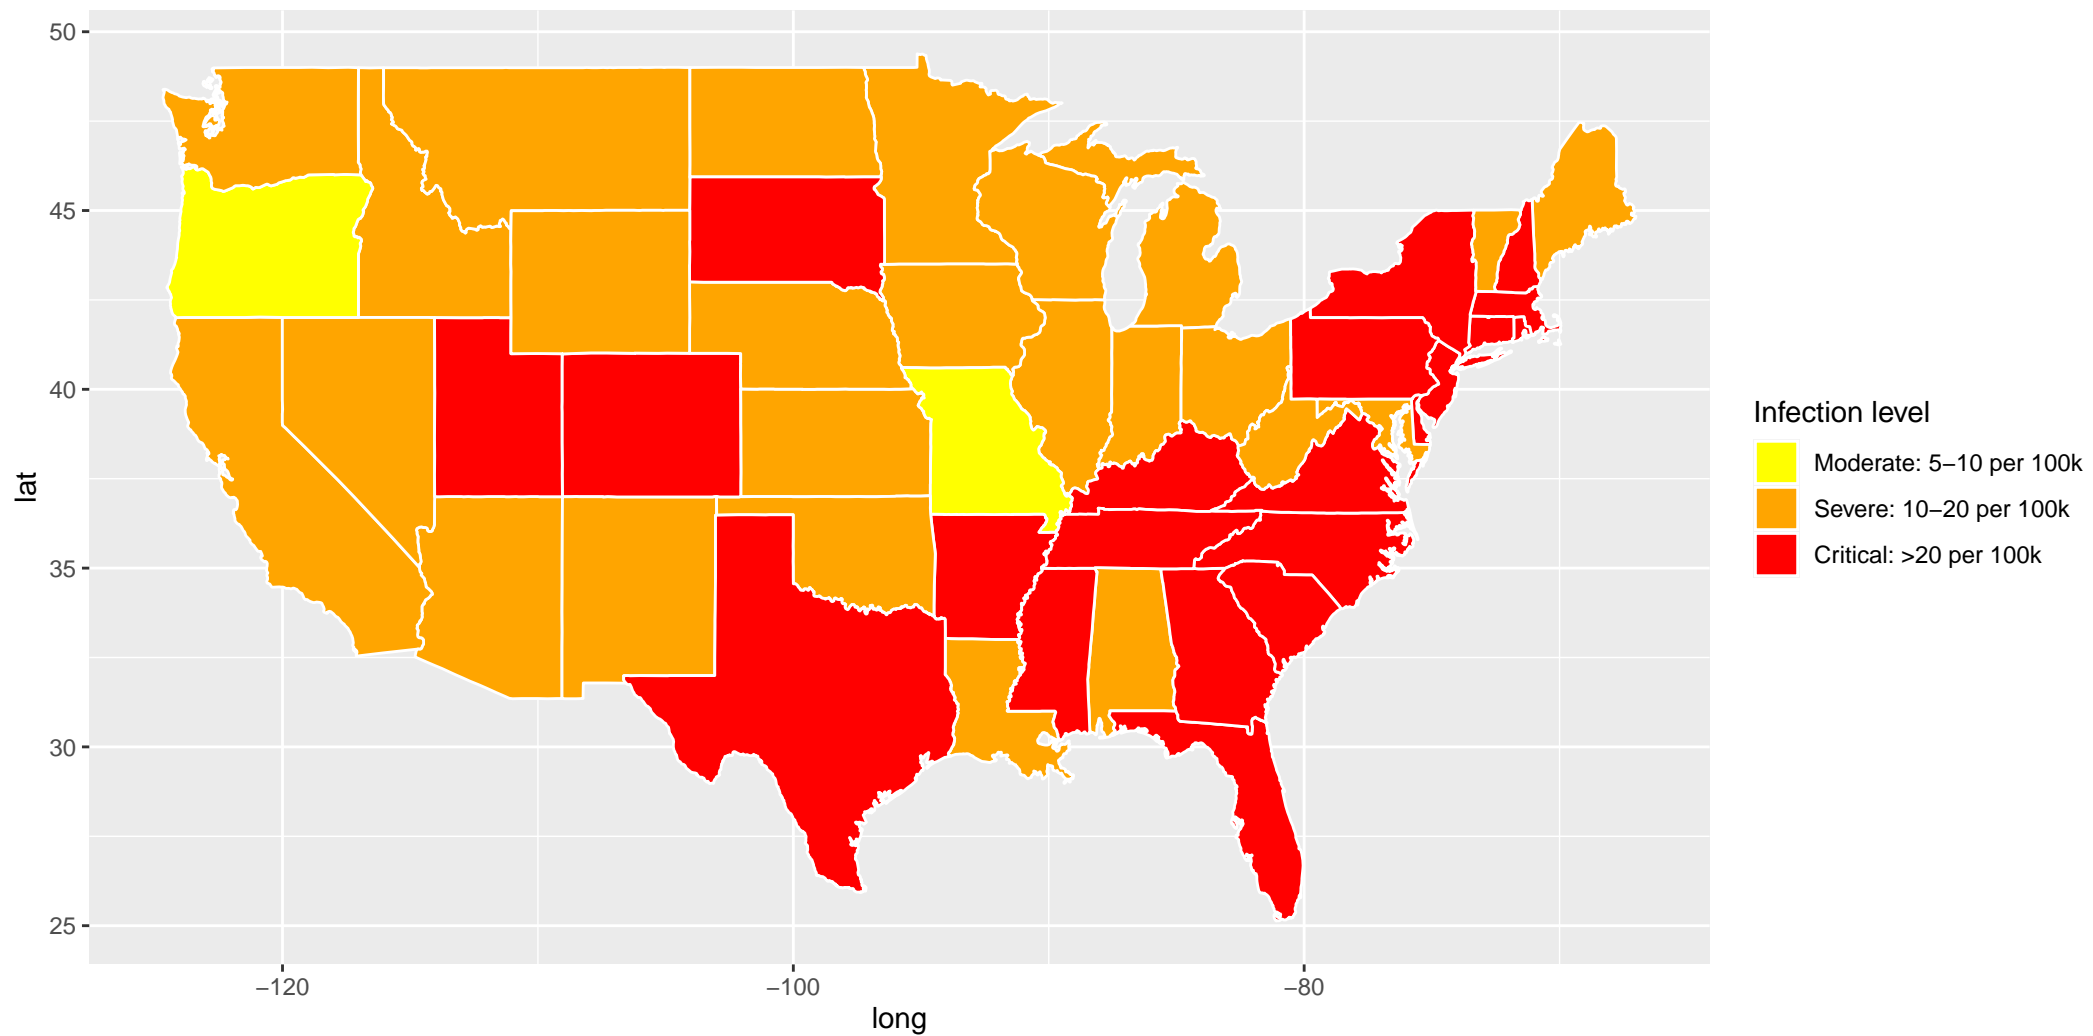 50
45
40
35
30
25
lat
−120
−100
−80
long
Infection level
Moderate: 5−10 per 100k
Severe: 10−20 per 100k
Critical: >20 per 100k